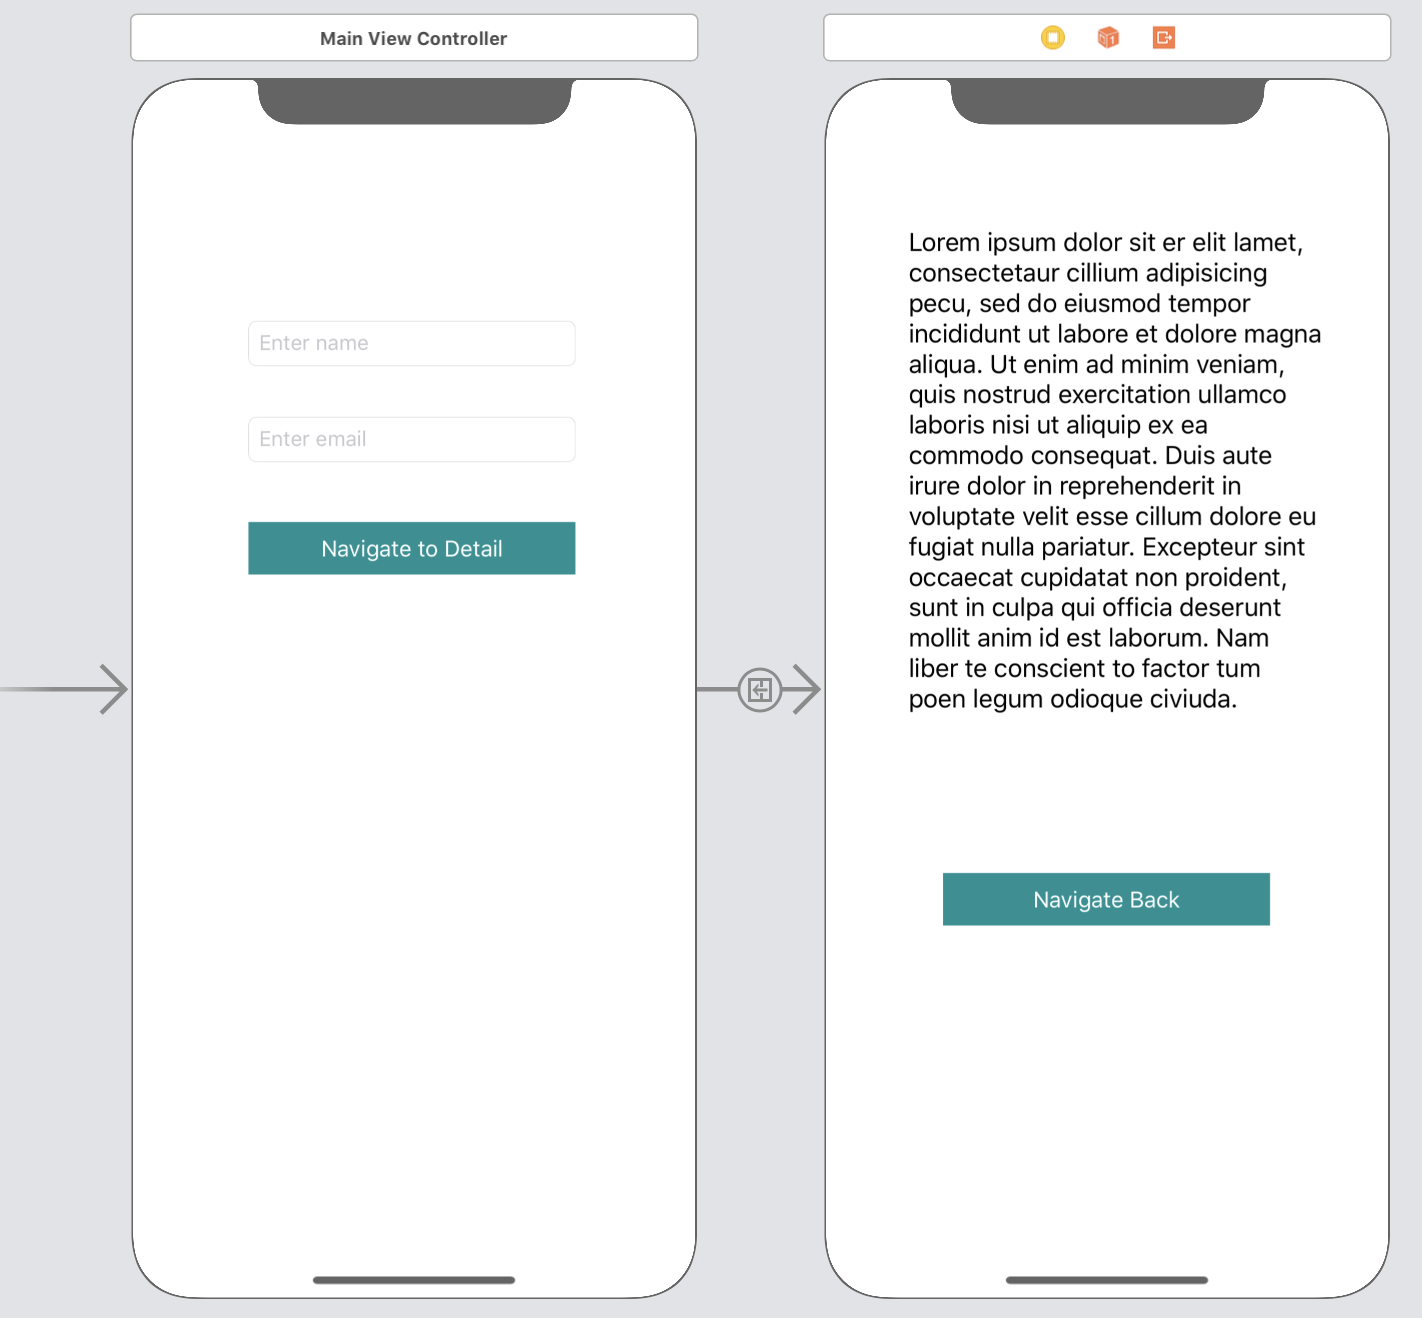 Main View Controller
Enter name
Enter email
Navigate to Detail
1
Lorem ipsum dolor sit er elit lamet,
consectetaur cillium adipisicing
pecu, sed do eiusmod tempor
incididunt ut labore et dolore magna
aliqua. Ut enim ad minim veniam,
quis nostrud exercitation ullamco
laboris nisi ut aliquip ex ea
commodo consequat. Duis aute
irure dolor in reprehenderit in
voluptate velit esse cillum dolore eu
fugiat nulla pariatur. Excepteur sint
occaecat cupidatat non proident,
sunt in culpa qui officia deserunt
mollit anim id est laborum. Nam
liber te conscient to factor tum
poen legum odioque civiuda.
Navigate Back